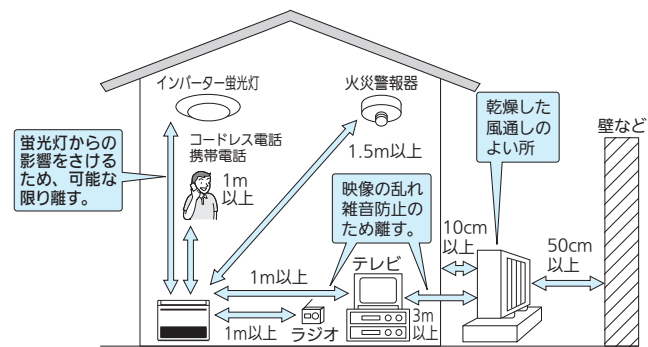 インバーター蛍光灯
火災警報器
蛍光灯からの
影響をさける
ため、可能な
限り離す。
コードレス電話
携帯電話
1m
以上
1.5m以上
乾燥した
風通しの
よい所
壁など
映像の乱れ
雑音防止の
ため離す。
10cm
以上
50cm
以上
1m以上
テレビ
1m以上
ラジオ
3m
以上